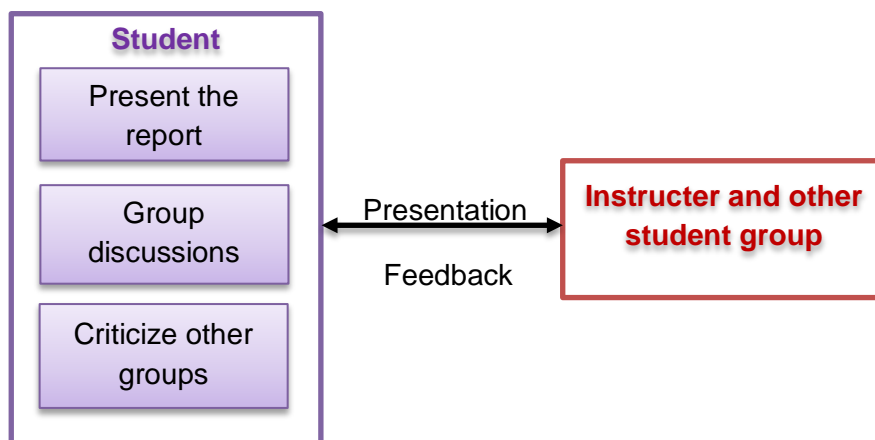 Student
Present the
report
Group
discussions
Criticize other
groups
Presentation
Feedback
Instructer and other
student group